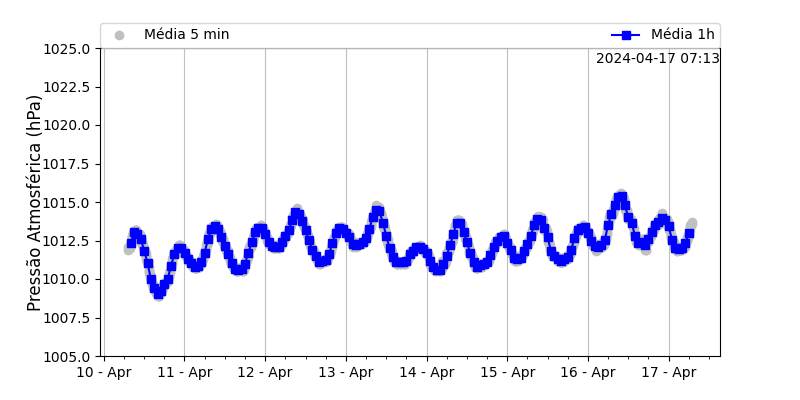 Média 5 min
Média 1h
2024-04-17 07:13
Pressão Atmosférica (hPa)
1025.0
1022.5
1020.0
1017.5
1015.0
1012.5
1010.0
1007.5
1005.0
10 - Apr
11 - Apr
12 - Apr
13 - Apr
14 - Apr
15 - Apr
16 - Apr
17 - Apr